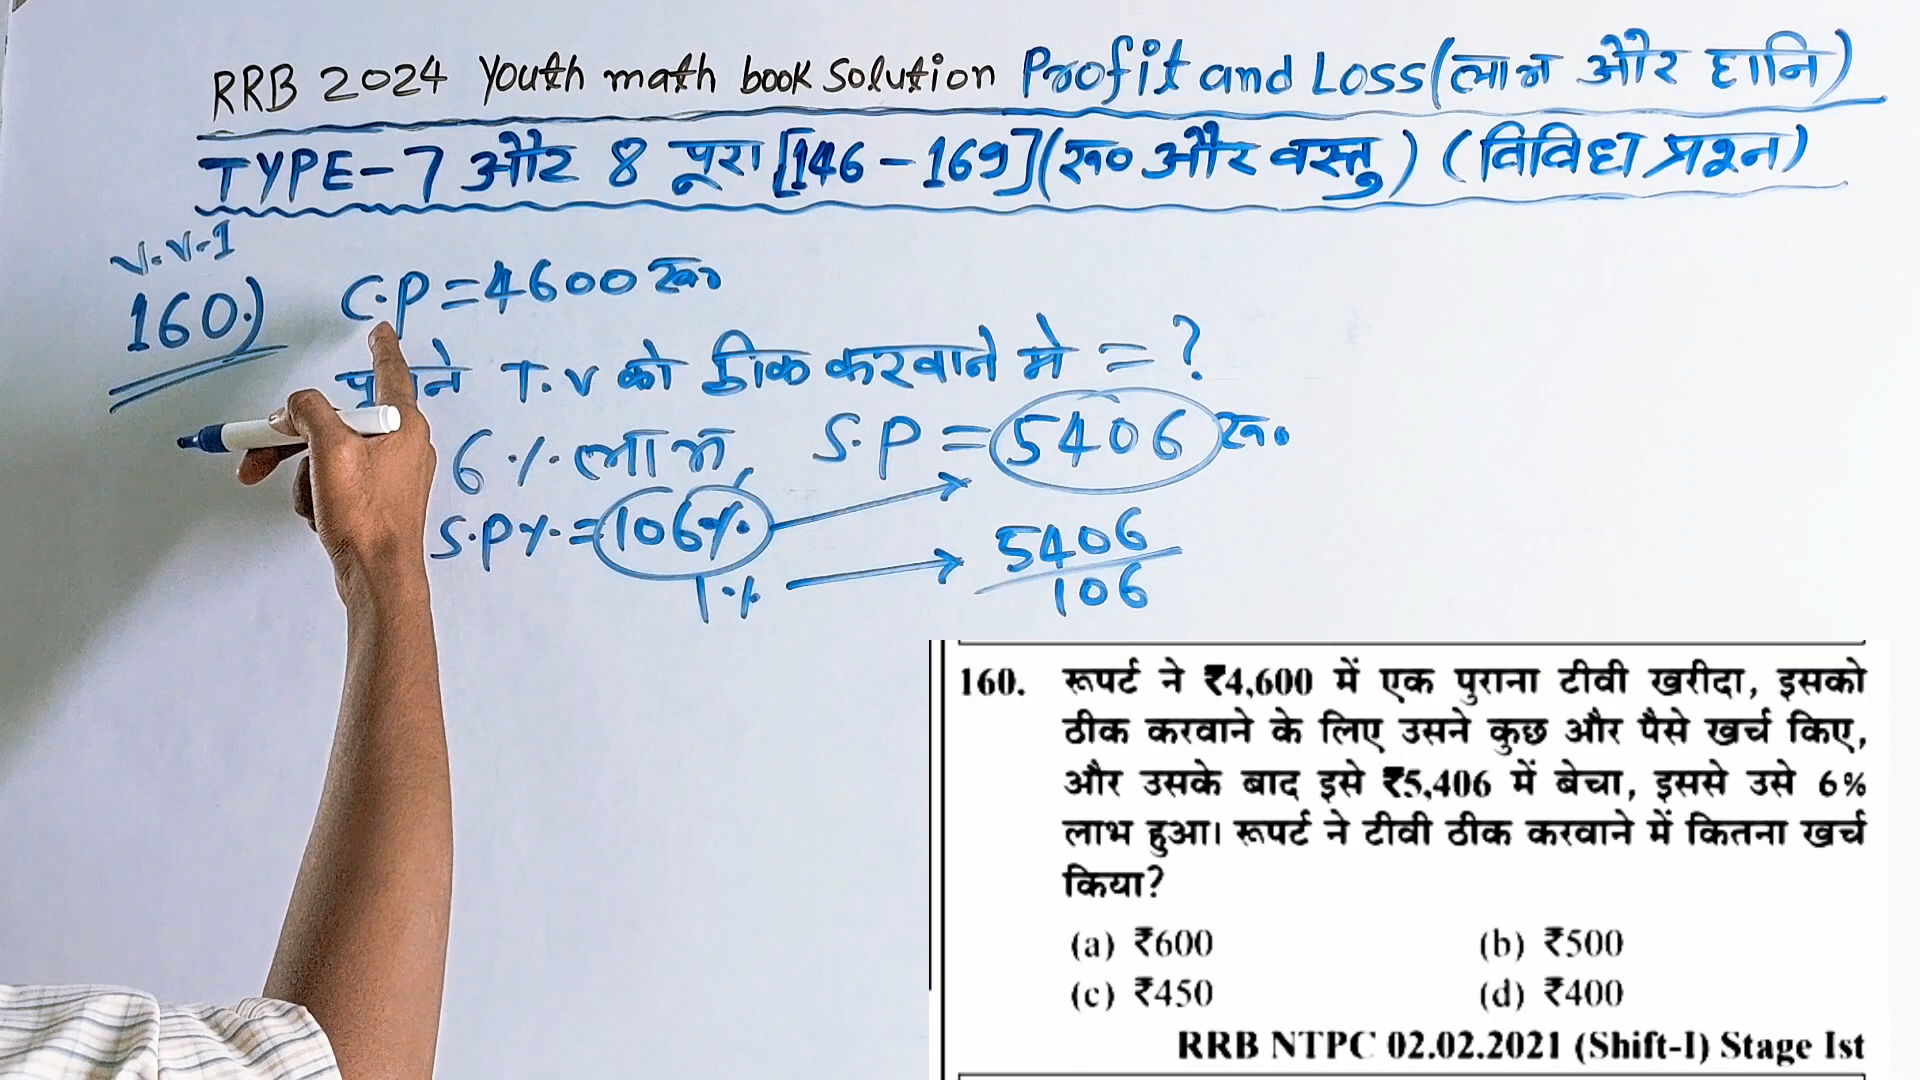 RRB 2024 Youth math book Solution Profit and Loss (लाभ और हानि)
TYPE-7 और 8 पूरा [146-169] (रू० और वस्तु) (विविध प्रश्न)
V.V.I
160.) C.P = 4600 रू०
T.V को ठीक करवाने मे = ?
6 % लाभ, S.P = 5406 रू०
S.P % = 106 %
1 % → 5406
106
160. रूपर्ट ने ₹4,600 में एक पुराना टीवी खरीदा, इसको
ठीक करवाने के लिए उसने कुछ और पैसे खर्च किए,
और उसके बाद इसे ₹5,406 में बेचा, इससे उसे 6%
लाभ हुआ। रूपर्ट ने टीवी ठीक करवाने में कितना खर्च
किया?
(a) ₹600 (b) ₹500
(c) ₹450 (d) ₹400
RRB NTPC 02.02.2021 (Shift-I) Stage Ist